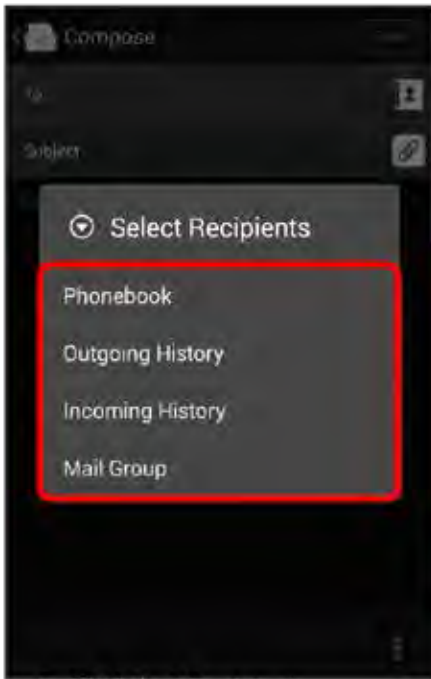 Compose
To
Subject
Select Recipients
Phonebook
Outgoing History
Incoming History
Mail Group